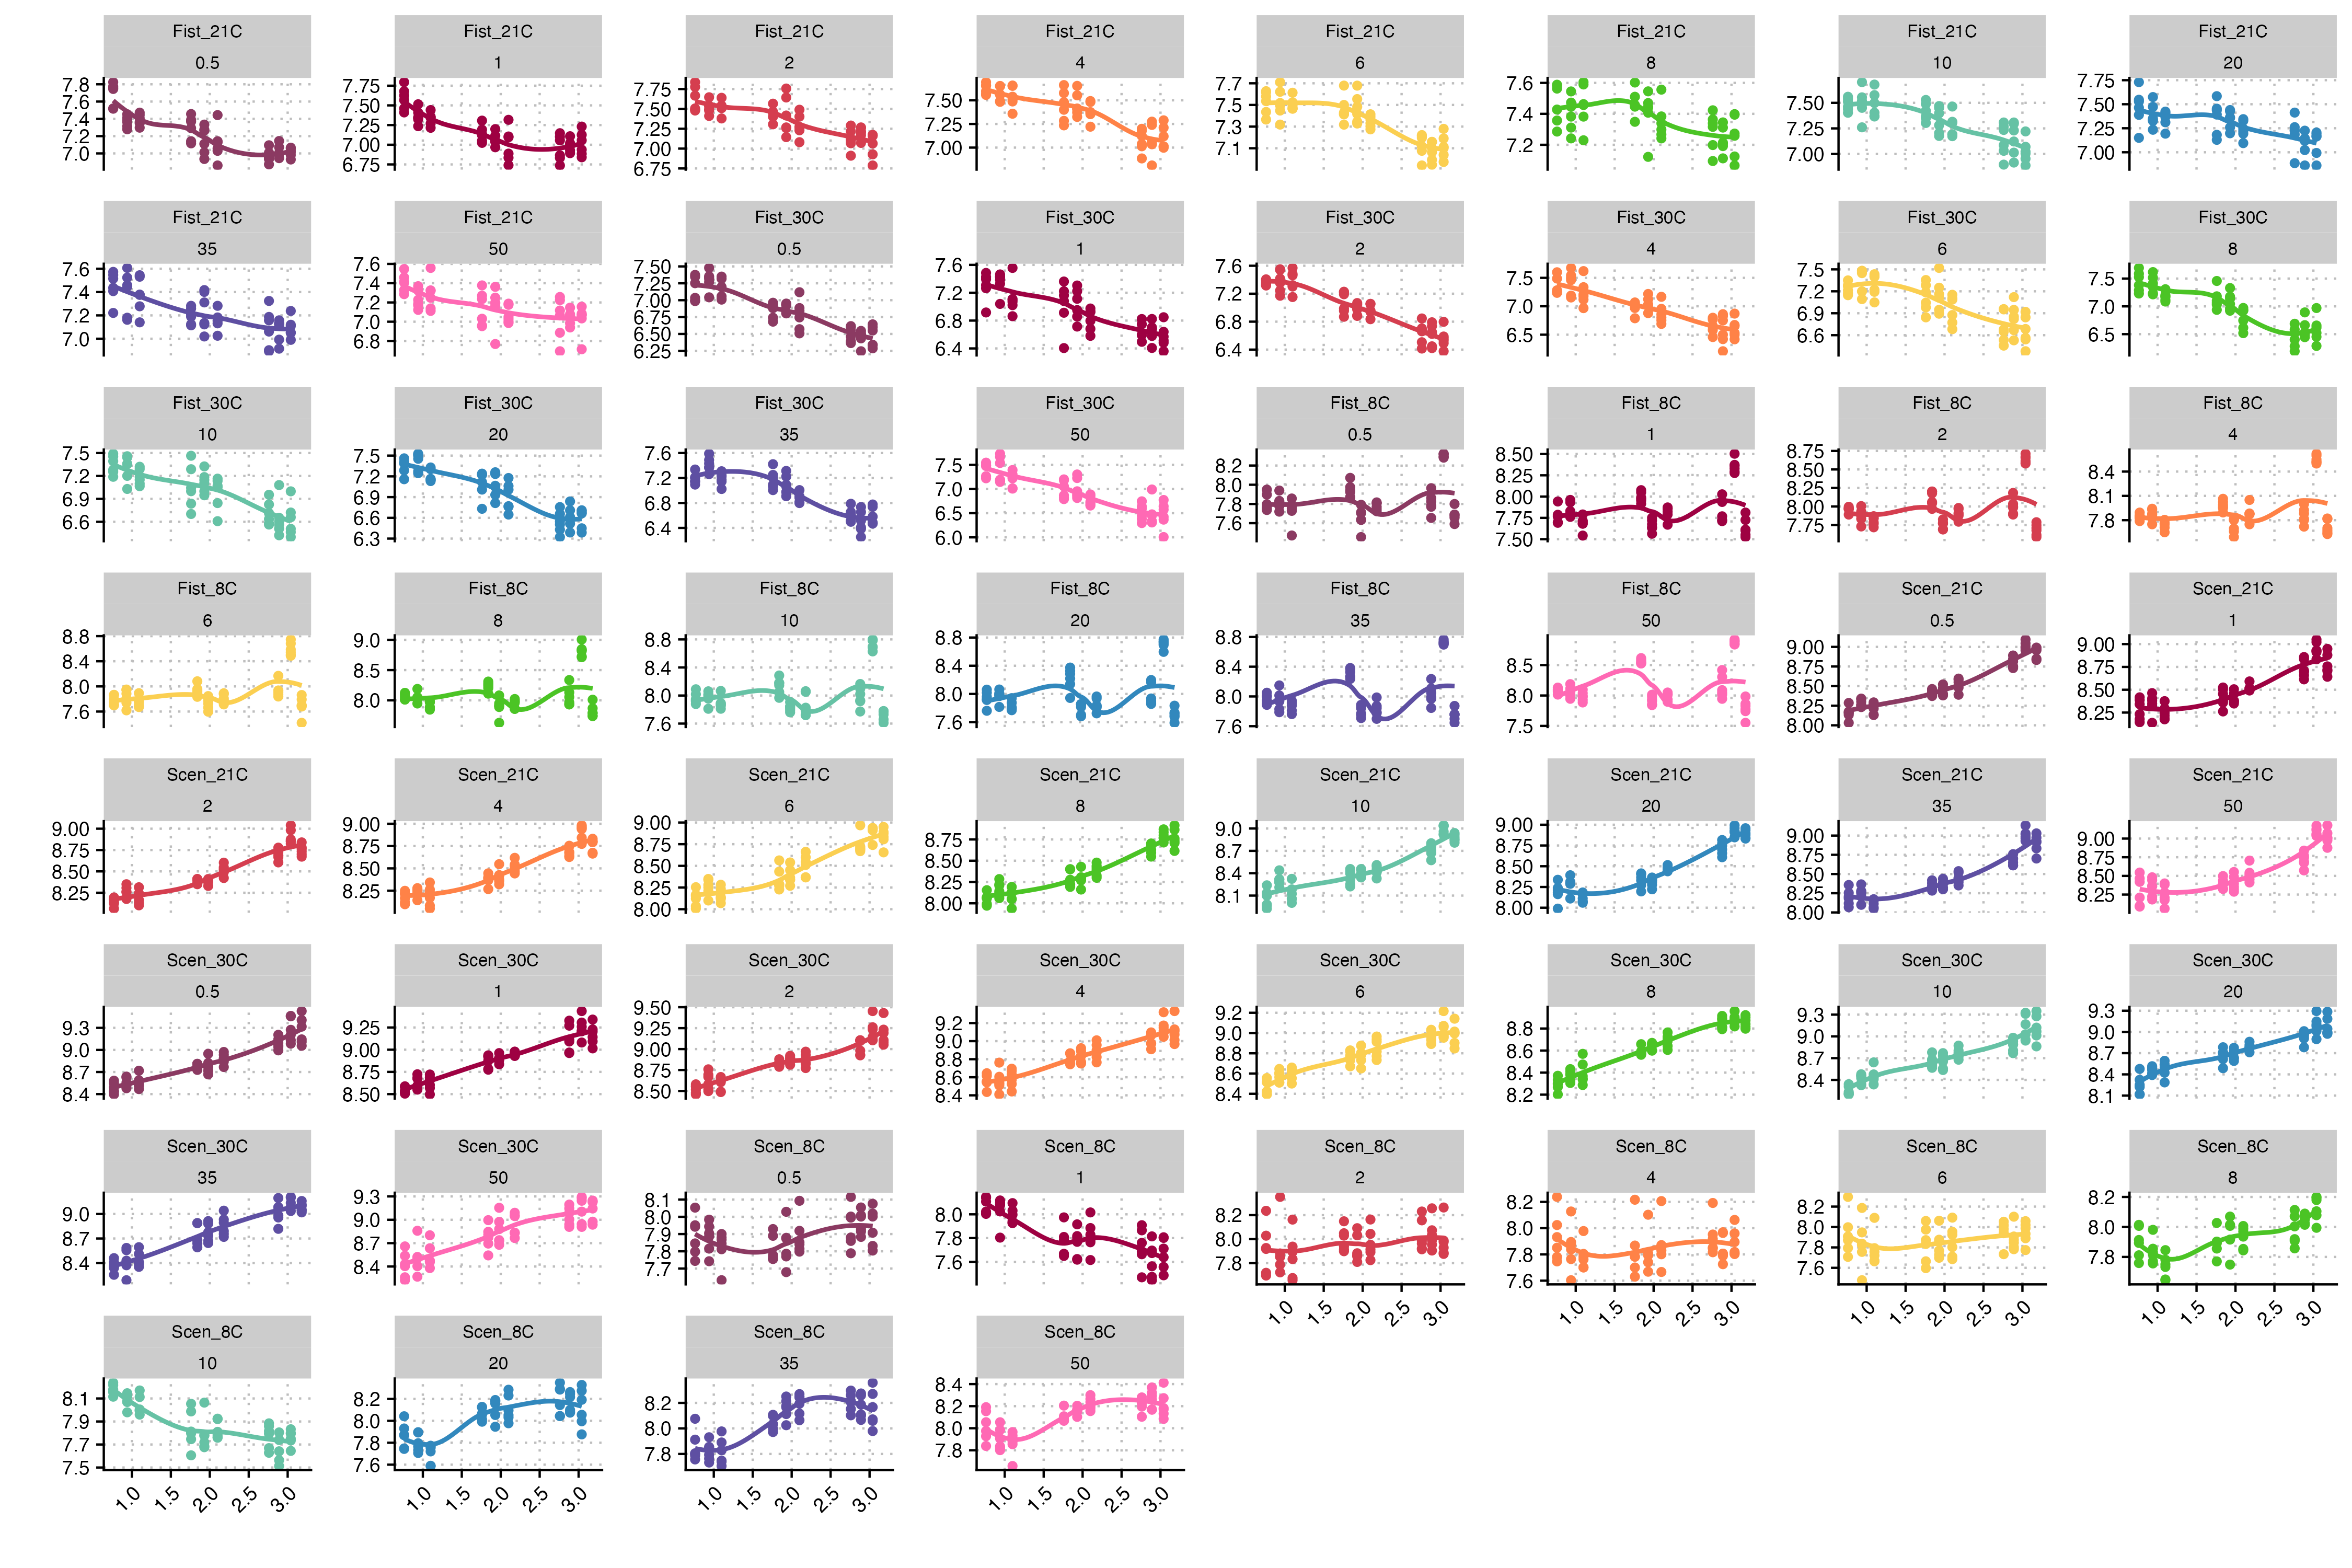 Fist_21C Fist_21C Fist_21C Fist_21C Fist_21C Fist_21C Fist_21C Fist_21C
0.5 1 2 4 6 8 10 20
7.8 7.6 7.4 7.2 7.0
7.75 7.50 7.25 7.00 6.75
7.75 7.50 7.25 7.00 6.75
7.50 7.25 7.00
7.7 7.5 7.3 7.1
7.6 7.4 7.2
7.50 7.25 7.00
7.75 7.50 7.25 7.00
Fist_21C Fist_21C Fist_30C Fist_30C Fist_30C Fist_30C Fist_30C Fist_30C
35 50 0.5 1 2 4 6 8
7.6 7.4 7.2 7.0
7.6 7.4 7.2 7.0 6.8
7.50 7.25 7.00 6.75 6.50 6.25
7.6 7.2 6.8 6.4
7.6 7.2 6.8 6.4
7.5 7.0 6.5
7.5 7.2 6.9 6.6
7.5 7.0 6.5
Fist_30C Fist_30C Fist_30C Fist_30C Fist_8C Fist_8C Fist_8C Fist_8C
10 20 35 50 0.5 1 2 4
7.5 7.2 6.9 6.6
7.5 7.2 6.9 6.6 6.3
7.6 7.2 6.8 6.4
7.5 7.0 6.5 6.0
8.2 8.0 7.8 7.6
8.50 8.25 8.00 7.75 7.50
8.75 8.50 8.25 8.00 7.75
8.4 8.1 7.8
Fist_8C Fist_8C Fist_8C Fist_8C Fist_8C Fist_8C Scen_21C Scen_21C
6 8 10 20 35 50 0.5 1
8.8 8.4 8.0 7.6
9.0 8.5 8.0
8.8 8.4 8.0 7.6
8.8 8.4 8.0 7.6
8.8 8.4 8.0 7.6
8.5 8.0 7.5
9.00 8.75 8.50 8.25 8.00
9.00 8.75 8.50 8.25
Scen_21C Scen_21C Scen_21C Scen_21C Scen_21C Scen_21C Scen_21C Scen_21C
2 4 6 8 10 20 35 50
9.00 8.75 8.50 8.25
9.00 8.75 8.50 8.25
9.00 8.75 8.50 8.25 8.00
8.75 8.50 8.25 8.00
9.0 8.7 8.4 8.1
9.00 8.75 8.50 8.25 8.00
9.00 8.75 8.50 8.25 8.00
9.00 8.75 8.50 8.25
Scen_30C Scen_30C Scen_30C Scen_30C Scen_30C Scen_30C Scen_30C Scen_30C
0.5 1 2 4 6 8 10 20
9.3 9.0 8.7 8.4
9.25 9.00 8.75 8.50
9.50 9.25 9.00 8.75 8.50
9.2 9.0 8.8 8.6 8.4
9.2 9.0 8.8 8.6 8.4
8.8 8.6 8.4 8.2
9.3 9.0 8.7 8.4
9.3 9.0 8.7 8.4 8.1
Scen_30C Scen_30C Scen_8C Scen_8C Scen_8C Scen_8C Scen_8C Scen_8C
35 50 0.5 1 2 4 6 8
9.0 8.7 8.4
9.3 9.0 8.7 8.4
8.1 8.0 7.9 7.8 7.7
8.0 7.6
8.2 8.0 7.8
8.2 8.0 7.8 7.6
8.2 8.0 7.8 7.6
8.2 8.0 7.8
1.0 1.5 2.0 2.5 3.0
1.0 1.5 2.0 2.5 3.0
1.0 1.5 2.0 2.5 3.0
1.0 1.5 2.0 2.5 3.0
Scen_8C Scen_8C Scen_8C Scen_8C
10 20 35 50
8.1 7.9 7.7 7.5
8.2 8.0 7.8 7.6
8.2 8.0 7.8
8.4 8.2 8.0 7.8
1.0 1.5 2.0 2.5 3.0
1.0 1.5 2.0 2.5 3.0
1.0 1.5 2.0 2.5 3.0
1.0 1.5 2.0 2.5 3.0